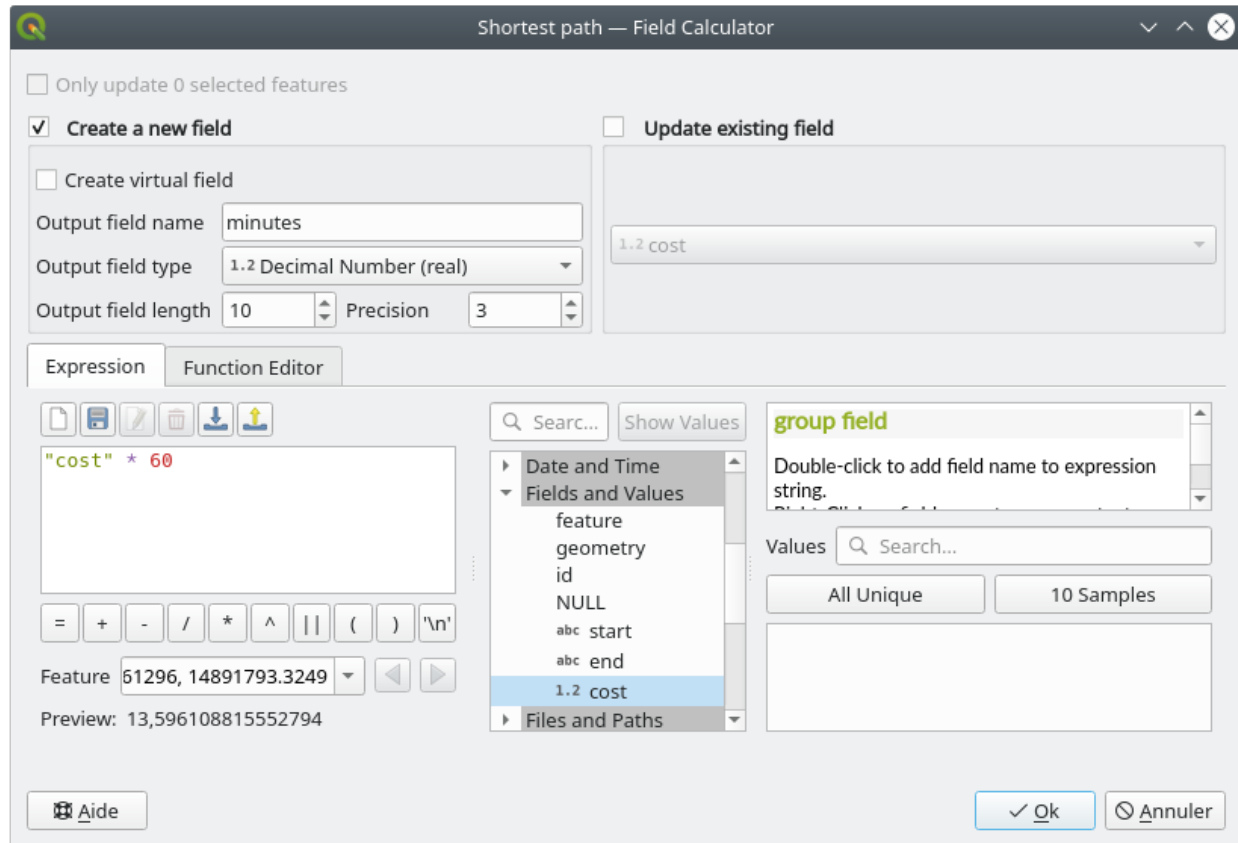 Shortest path — Field Calculator
Only update 0 selected features
Create a new field
Update existing field
Create virtual field
Output field name minutes
1.2 cost
Output field type 1.2 Decimal Number (real)
Output field length 10 Precision 3
Expression Function Editor
Searc... Show Values
group field
"cost" * 60
Date and Time
Double-click to add field name to expression
string.
Fields and Values
feature
geometry
id
NULL
abc start
abc end
1.2 cost
Files and Paths
Values Search...
All Unique 10 Samples
= + - / * ^ || ( ) '\n'
Feature 61296, 14891793.3249
Preview: 13,596108815552794
Aide
Ok Annuler